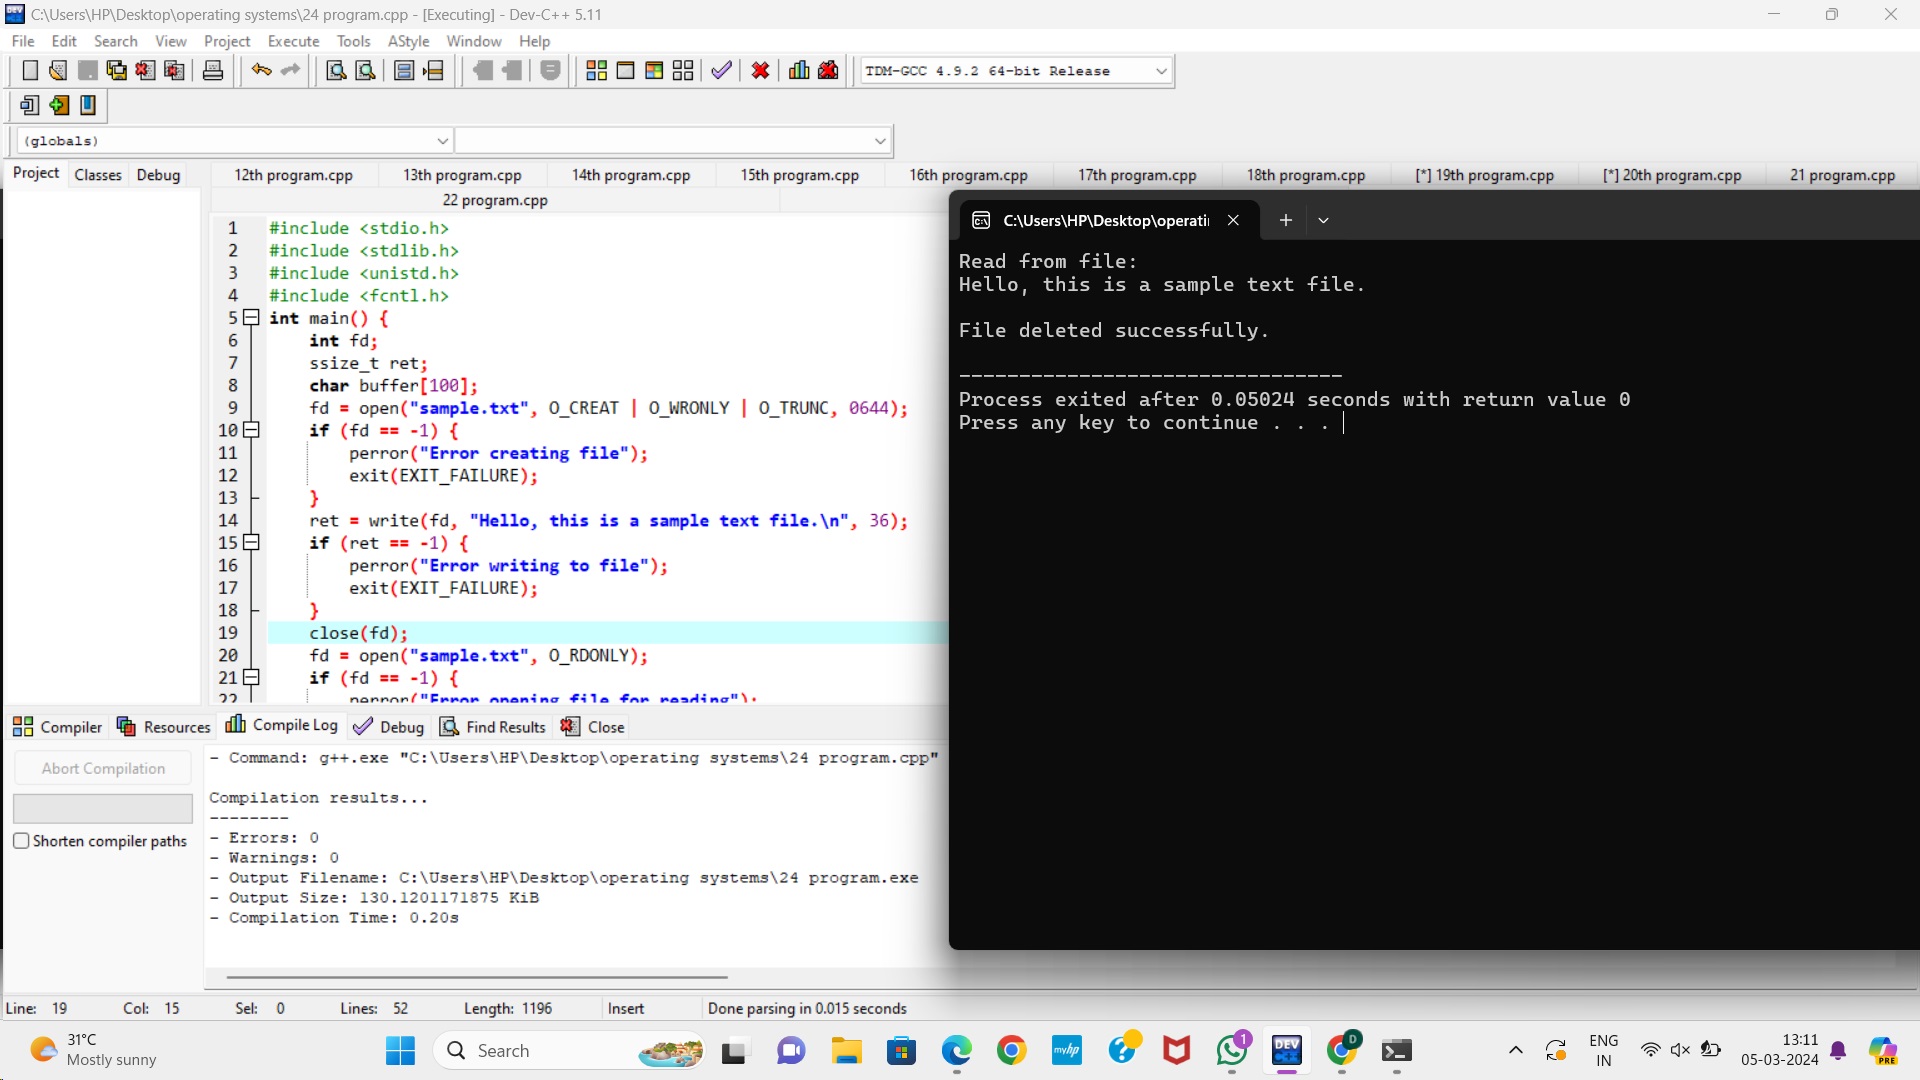 C:\Users\HP\Desktop\operating systems\24 program.cpp - [Executing] - Dev-C++ 5.11
File Edit Search View Project Execute Tools AStyle Window Help
TDM-GCC 4.9.2 64-bit Release
(globals)
Project Classes Debug
12th program.cpp 13th program.cpp 14th program.cpp 15th program.cpp 16th program.cpp 17th program.cpp 18th program.cpp [*] 19th program.cpp [*] 20th program.cpp 21 program.cpp
22 program.cpp
1 #include <stdio.h>
2 #include <stdlib.h>
3 #include <unistd.h>
4 #include <fcntl.h>
5 int main() {
6 int fd;
7 ssize_t ret;
8 char buffer[100];
9 fd = open("sample.txt", O_CREAT | O_WRONLY | O_TRUNC, 0644);
10 if (fd == -1) {
11 perror("Error creating file");
12 exit(EXIT_FAILURE);
13 }
14 ret = write(fd, "Hello, this is a sample text file.\n", 36);
15 if (ret == -1) {
16 perror("Error writing to file");
17 exit(EXIT_FAILURE);
18 }
19 close(fd);
20 fd = open("sample.txt", O_RDONLY);
21 if (fd == -1) {
22 perror("Error opening file for reading");
C:\Users\HP\Desktop\operati
Read from file:
Hello, this is a sample text file.
File deleted successfully.
--------------------------------
Process exited after 0.05024 seconds with return value 0
Press any key to continue . . .
Compiler Resources Compile Log Debug Find Results Close
Abort Compilation
Shorten compiler paths
- Command: g++.exe "C:\Users\HP\Desktop\operating systems\24 program.cpp"
Compilation results...
--------
- Errors: 0
- Warnings: 0
- Output Filename: C:\Users\HP\Desktop\operating systems\24 program.exe
- Output Size: 130.1201171875 KiB
- Compilation Time: 0.20s
Line: 19 Col: 15 Sel: 0 Lines: 52 Length: 1196 Insert Done parsing in 0.015 seconds
31°C
Mostly sunny
Search
myhp
1
DEV
D
ENG
IN
13:11
05-03-2024
PRE